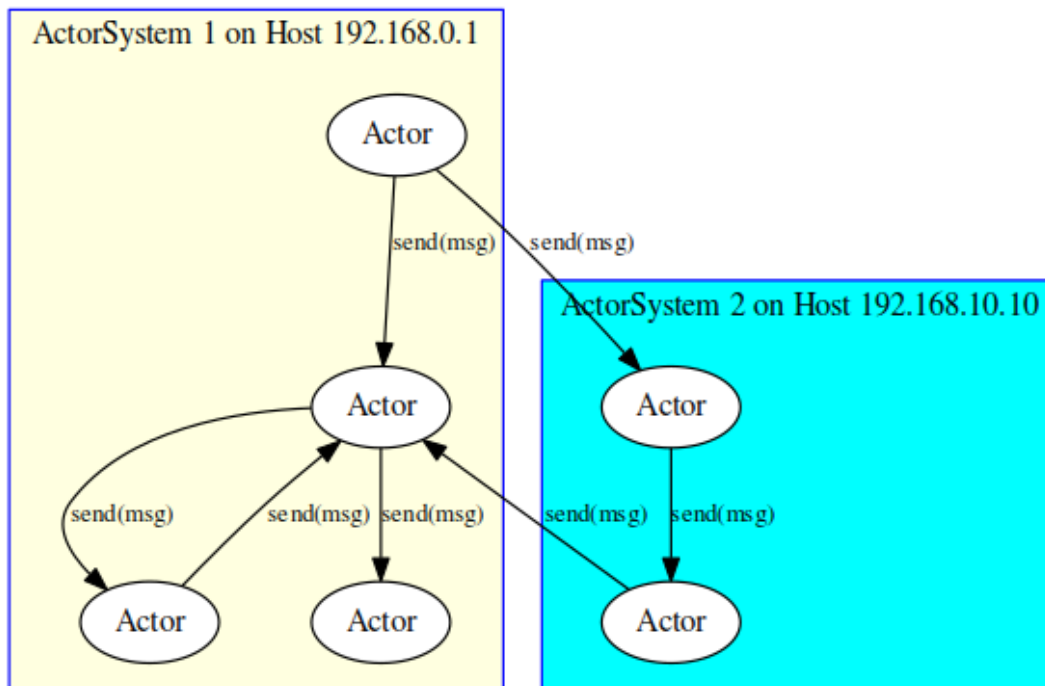 ActorSystem 1 on Host 192.168.0.1
Actor
send(msg)
send(msg)
ActorSystem 2 on Host 192.168.10.10
Actor
Actor
send(msg)
send(msg)
send(msg)
send(msg)
send(msg)
Actor
Actor
Actor